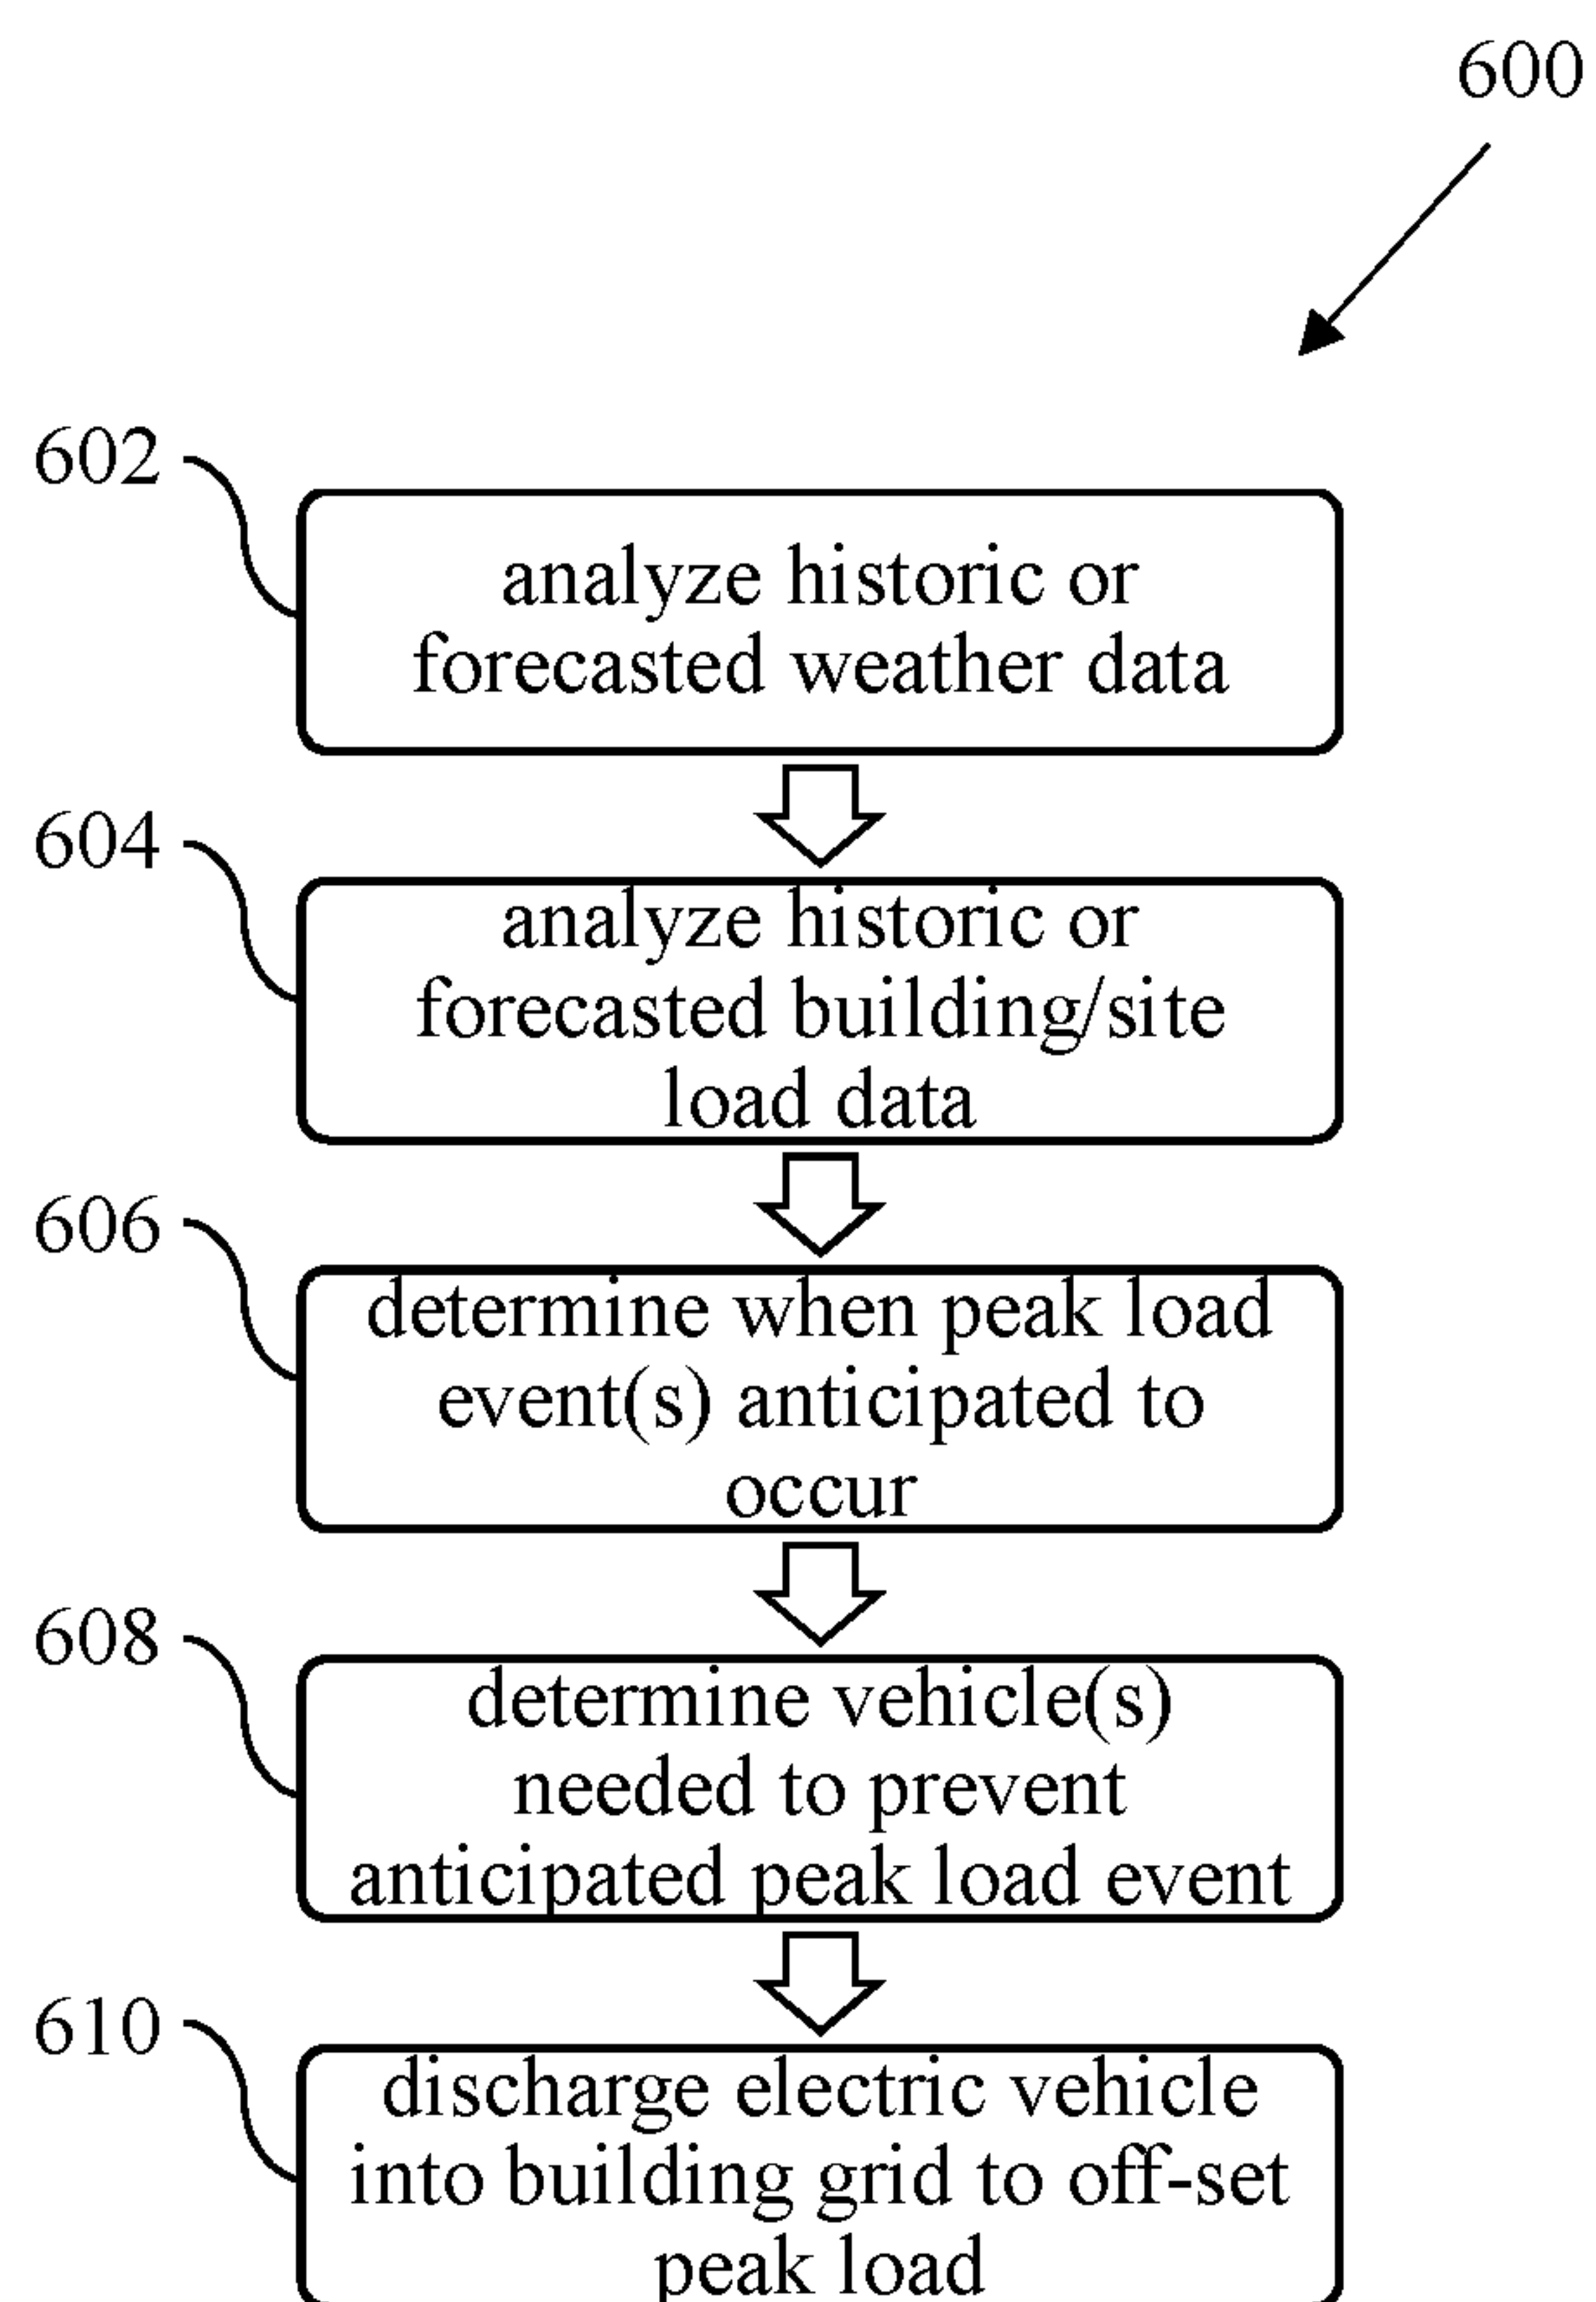 600
602
analyze historic or
forecasted weather data
604
analyze historic or
forecasted building/site
load data
606
determine when peak load
event(s) anticipated to
occur
608
determine vehicle(s)
needed to prevent
anticipated peak load event
610
discharge electric vehicle
into building grid to off-set
peak load